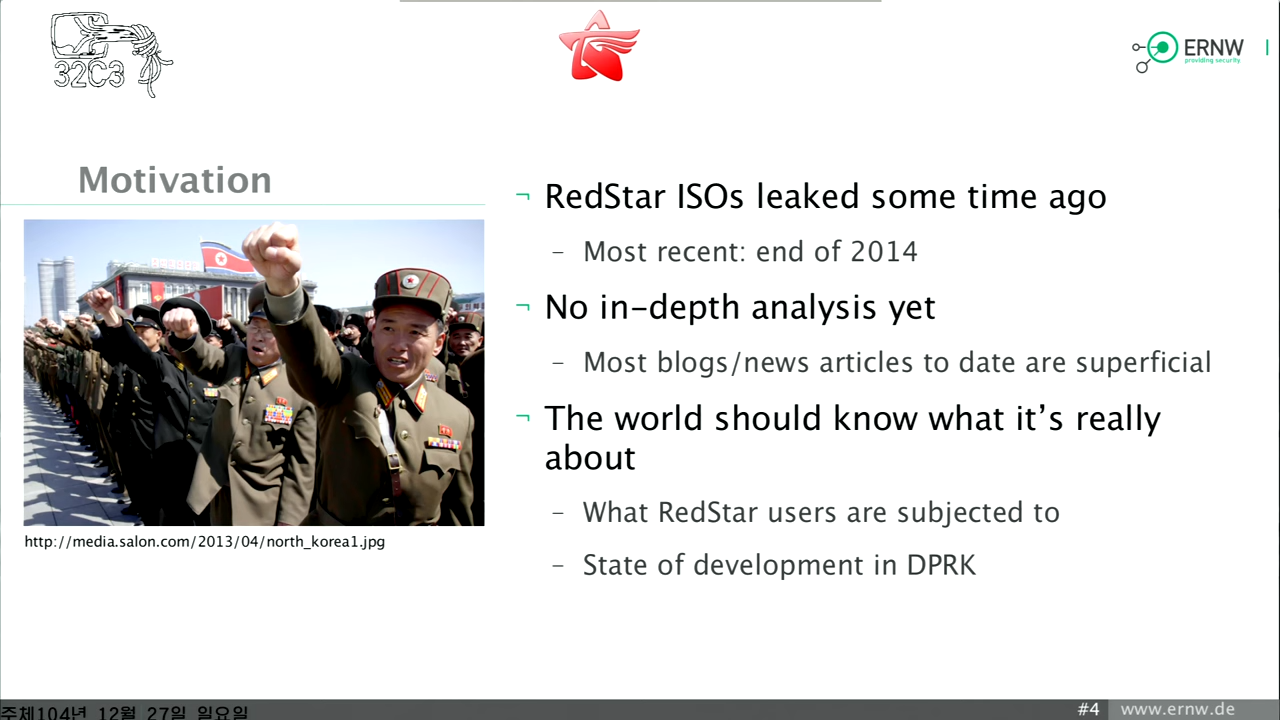 32C3
ERNW
providing security.
Motivation
¬ RedStar ISOs leaked some time ago
– Most recent: end of 2014
¬ No in-depth analysis yet
– Most blogs/news articles to date are superficial
¬ The world should know what it’s really
about
– What RedStar users are subjected to
– State of development in DPRK
http://media.salon.com/2013/04/north_korea1.jpg
주체104년 12월 27일 일요일
#4
www.ernw.de